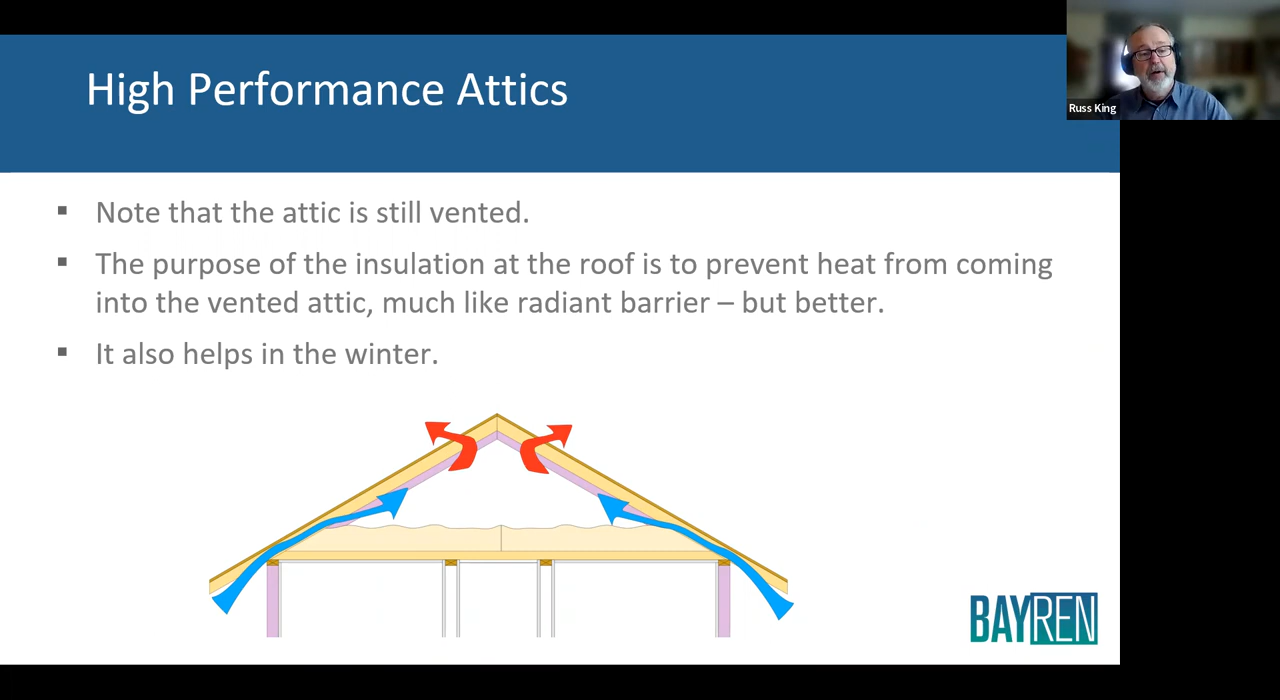 High Performance Attics
Russ King
▪ Note that the attic is still vented.
▪ The purpose of the insulation at the roof is to prevent heat from coming
into the vented attic, much like radiant barrier – but better.
▪ It also helps in the winter.
BAYREN